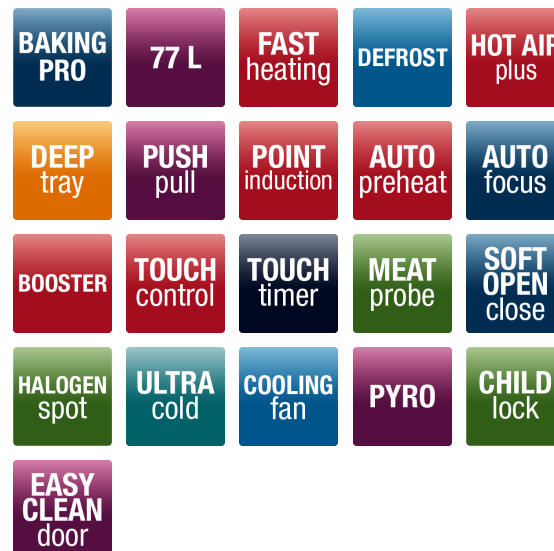 BAKING
PRO
77 L
FAST
heating
DEFROST
HOT AIR
plus
DEEP
tray
PUSH
pull
POINT
induction
AUTO
preheat
AUTO
focus
BOOSTER
TOUCH
control
TOUCH
timer
MEAT
probe
SOFT
OPEN
close
HALOGEN
spot
ULTRA
cold
COOLING
fan
PYRO
CHILD
lock
EASY
CLEAN
door